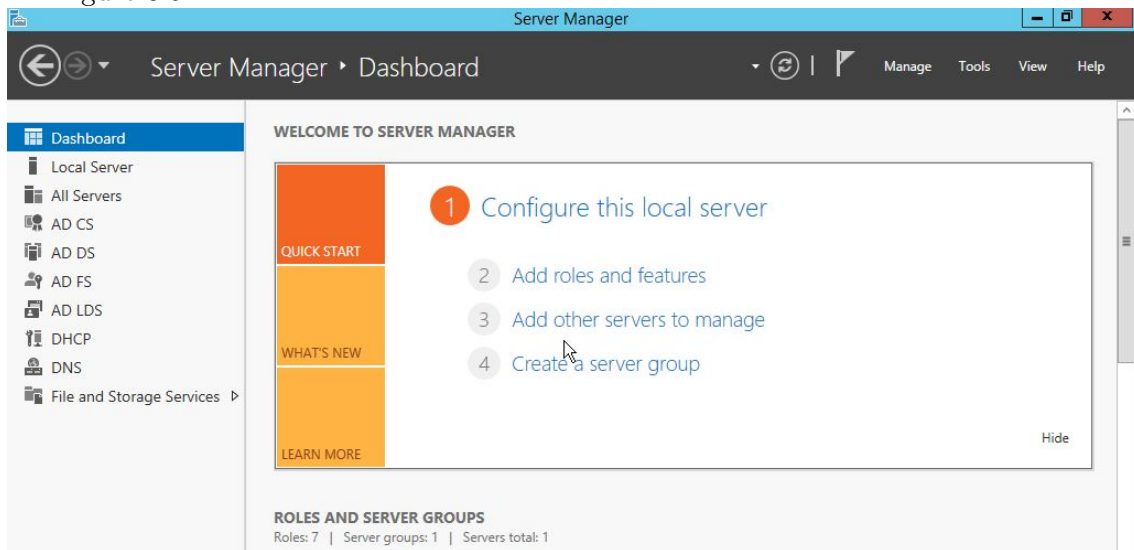 Server Manager
Server Manager • Dashboard
Manage Tools View Help
Dashboard
Local Server
All Servers
AD CS
AD DS
AD FS
AD LDS
DHCP
DNS
File and Storage Services
WELCOME TO SERVER MANAGER
QUICK START
WHAT'S NEW
LEARN MORE
1 Configure this local server
2 Add roles and features
3 Add other servers to manage
4 Create a server group
Hide
ROLES AND SERVER GROUPS
Roles: 7 | Server groups: 1 | Servers total: 1